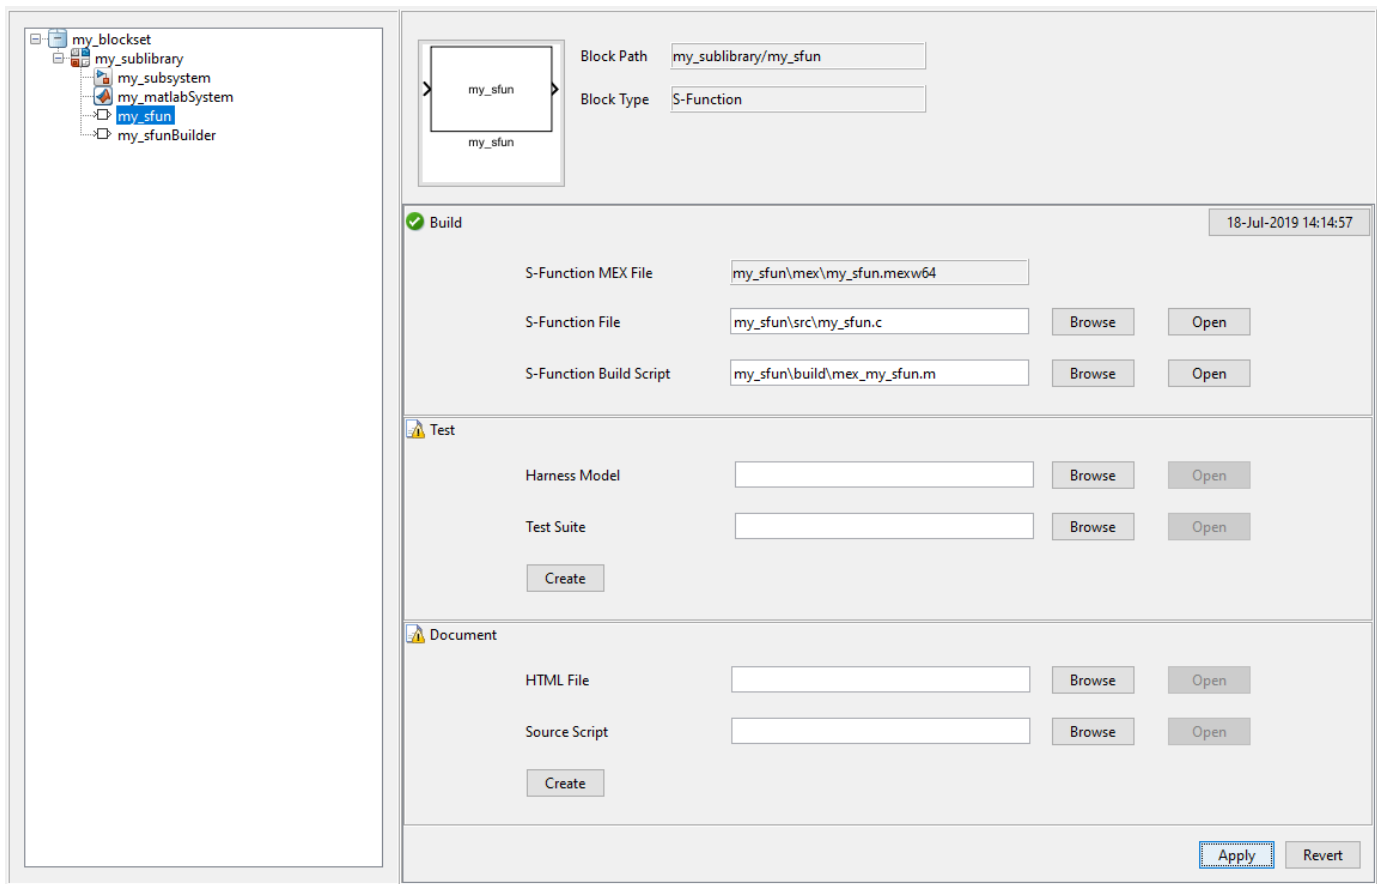 my_blockset
my_sublibrary
my_subsystem
my_matlabSystem
my_sfun
my_sfunBuilder
my_sfun
my_sfun
Block Path my_sublibrary/my_sfun
Block Type S-Function
Build 18-Jul-2019 14:14:57
S-Function MEX File my_sfun\mex\my_sfun.mexw64
S-Function File my_sfun\src\my_sfun.c Browse Open
S-Function Build Script my_sfun\build\mex_my_sfun.m Browse Open
Test
Harness Model Browse Open
Test Suite Browse Open
Create
Document
HTML File Browse Open
Source Script Browse Open
Create
Apply Revert